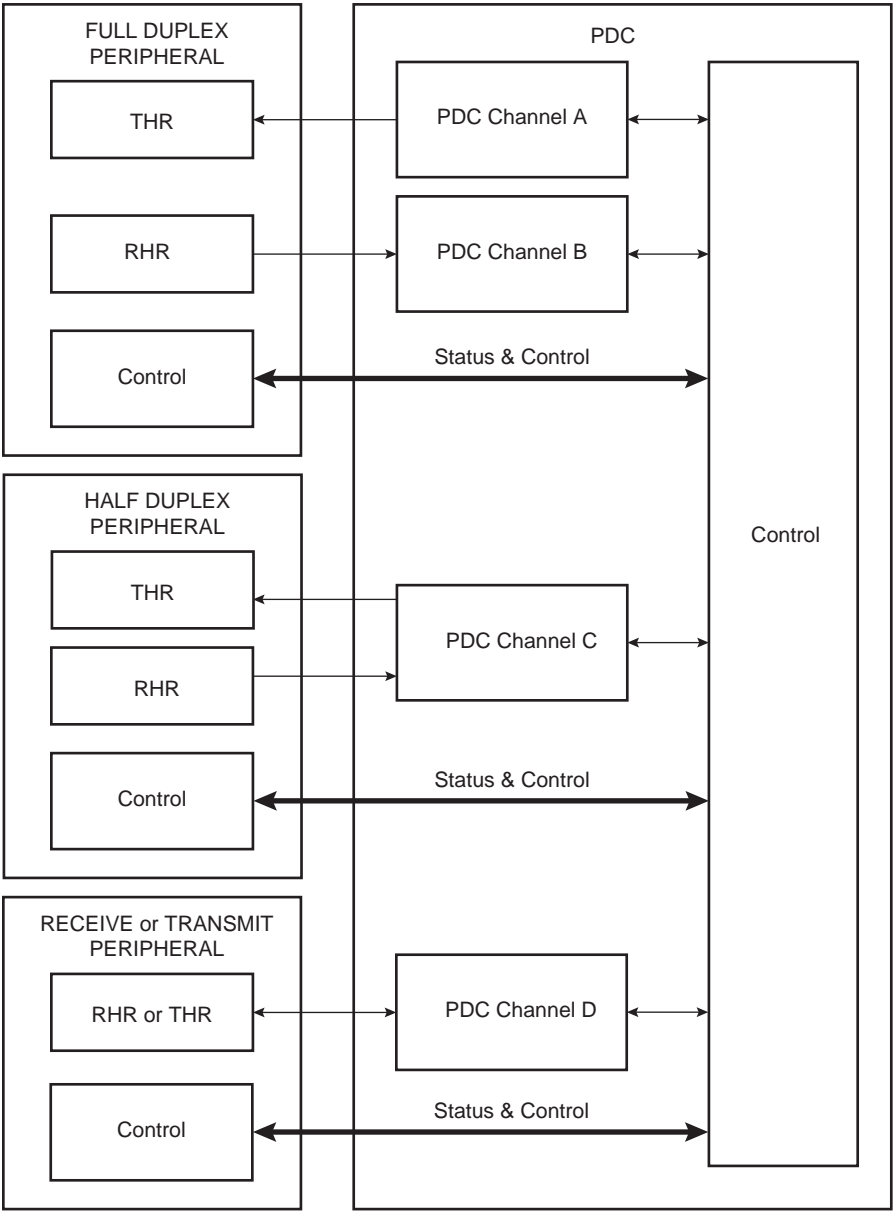 FULL DUPLEX
PERIPHERAL
PDC
THR
PDC Channel A
RHR
PDC Channel B
Control
Status & Control
HALF DUPLEX
PERIPHERAL
Control
THR
PDC Channel C
RHR
Control
Status & Control
RECEIVE or TRANSMIT
PERIPHERAL
RHR or THR
PDC Channel D
Control
Status & Control